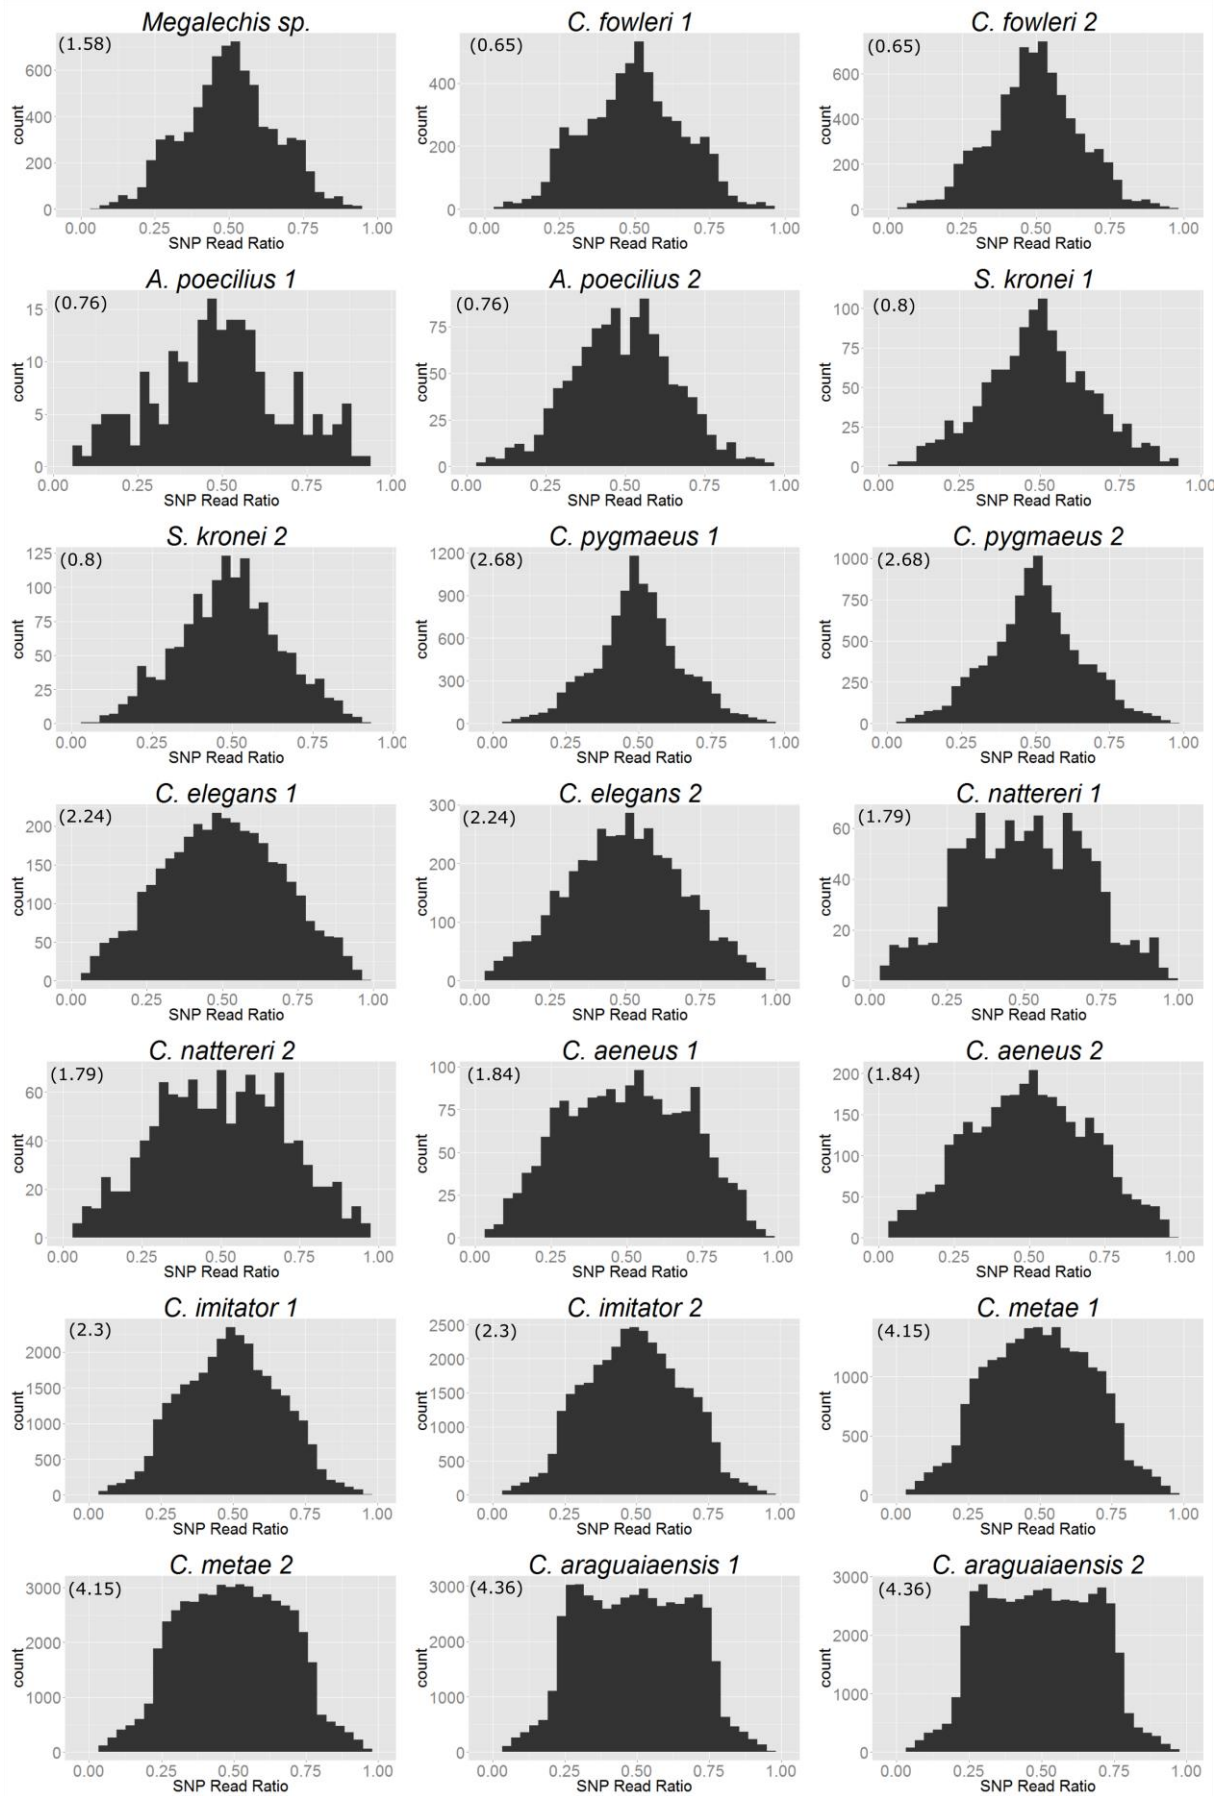 Megalechis sp.
(1.58)
600
400
200
0
count
0.00 0.25 0.50 0.75 1.00
SNP Read Ratio
C. fowleri 1
(0.65)
400
200
0
count
0.00 0.25 0.50 0.75 1.00
SNP Read Ratio
C. fowleri 2
(0.65)
600
400
200
0
count
0.00 0.25 0.50 0.75 1.00
SNP Read Ratio
A. poecilius 1
(0.76)
15
10
5
0
count
0.00 0.25 0.50 0.75 1.00
SNP Read Ratio
A. poecilius 2
(0.76)
75
50
25
0
count
0.00 0.25 0.50 0.75 1.00
SNP Read Ratio
S. kronei 1
(0.8)
100
75
50
25
0
count
0.00 0.25 0.50 0.75 1.00
SNP Read Ratio
S. kronei 2
(0.8)
125
100
75
50
25
0
count
0.00 0.25 0.50 0.75 1.00
SNP Read Ratio
C. pygmaeus 1
(2.68)
1200
900
600
300
0
count
0.00 0.25 0.50 0.75 1.00
SNP Read Ratio
C. pygmaeus 2
(2.68)
1000
750
500
250
0
count
0.00 0.25 0.50 0.75 1.00
SNP Read Ratio
C. elegans 1
(2.24)
200
150
100
50
0
count
0.00 0.25 0.50 0.75 1.00
SNP Read Ratio
C. elegans 2
(2.24)
300
200
100
0
count
0.00 0.25 0.50 0.75 1.00
SNP Read Ratio
C. nattereri 1
(1.79)
60
40
20
0
count
0.00 0.25 0.50 0.75 1.00
SNP Read Ratio
C. nattereri 2
(1.79)
60
40
20
0
count
0.00 0.25 0.50 0.75 1.00
SNP Read Ratio
C. aeneus 1
(1.84)
100
75
50
25
0
count
0.00 0.25 0.50 0.75 1.00
SNP Read Ratio
C. aeneus 2
(1.84)
200
150
100
50
0
count
0.00 0.25 0.50 0.75 1.00
SNP Read Ratio
C. imitator 1
(2.3)
2000
1500
1000
500
0
count
0.00 0.25 0.50 0.75 1.00
SNP Read Ratio
C. imitator 2
(2.3)
2500
2000
1500
1000
500
0
count
0.00 0.25 0.50 0.75 1.00
SNP Read Ratio
C. metae 1
(4.15)
1000
500
0
count
0.00 0.25 0.50 0.75 1.00
SNP Read Ratio
C. metae 2
(4.15)
3000
2000
1000
0
count
0.00 0.25 0.50 0.75 1.00
SNP Read Ratio
C. araguaiaensis 1
(4.36)
3000
2000
1000
0
count
0.00 0.25 0.50 0.75 1.00
SNP Read Ratio
C. araguaiaensis 2
(4.36)
3000
2000
1000
0
count
0.00 0.25 0.50 0.75 1.00
SNP Read Ratio